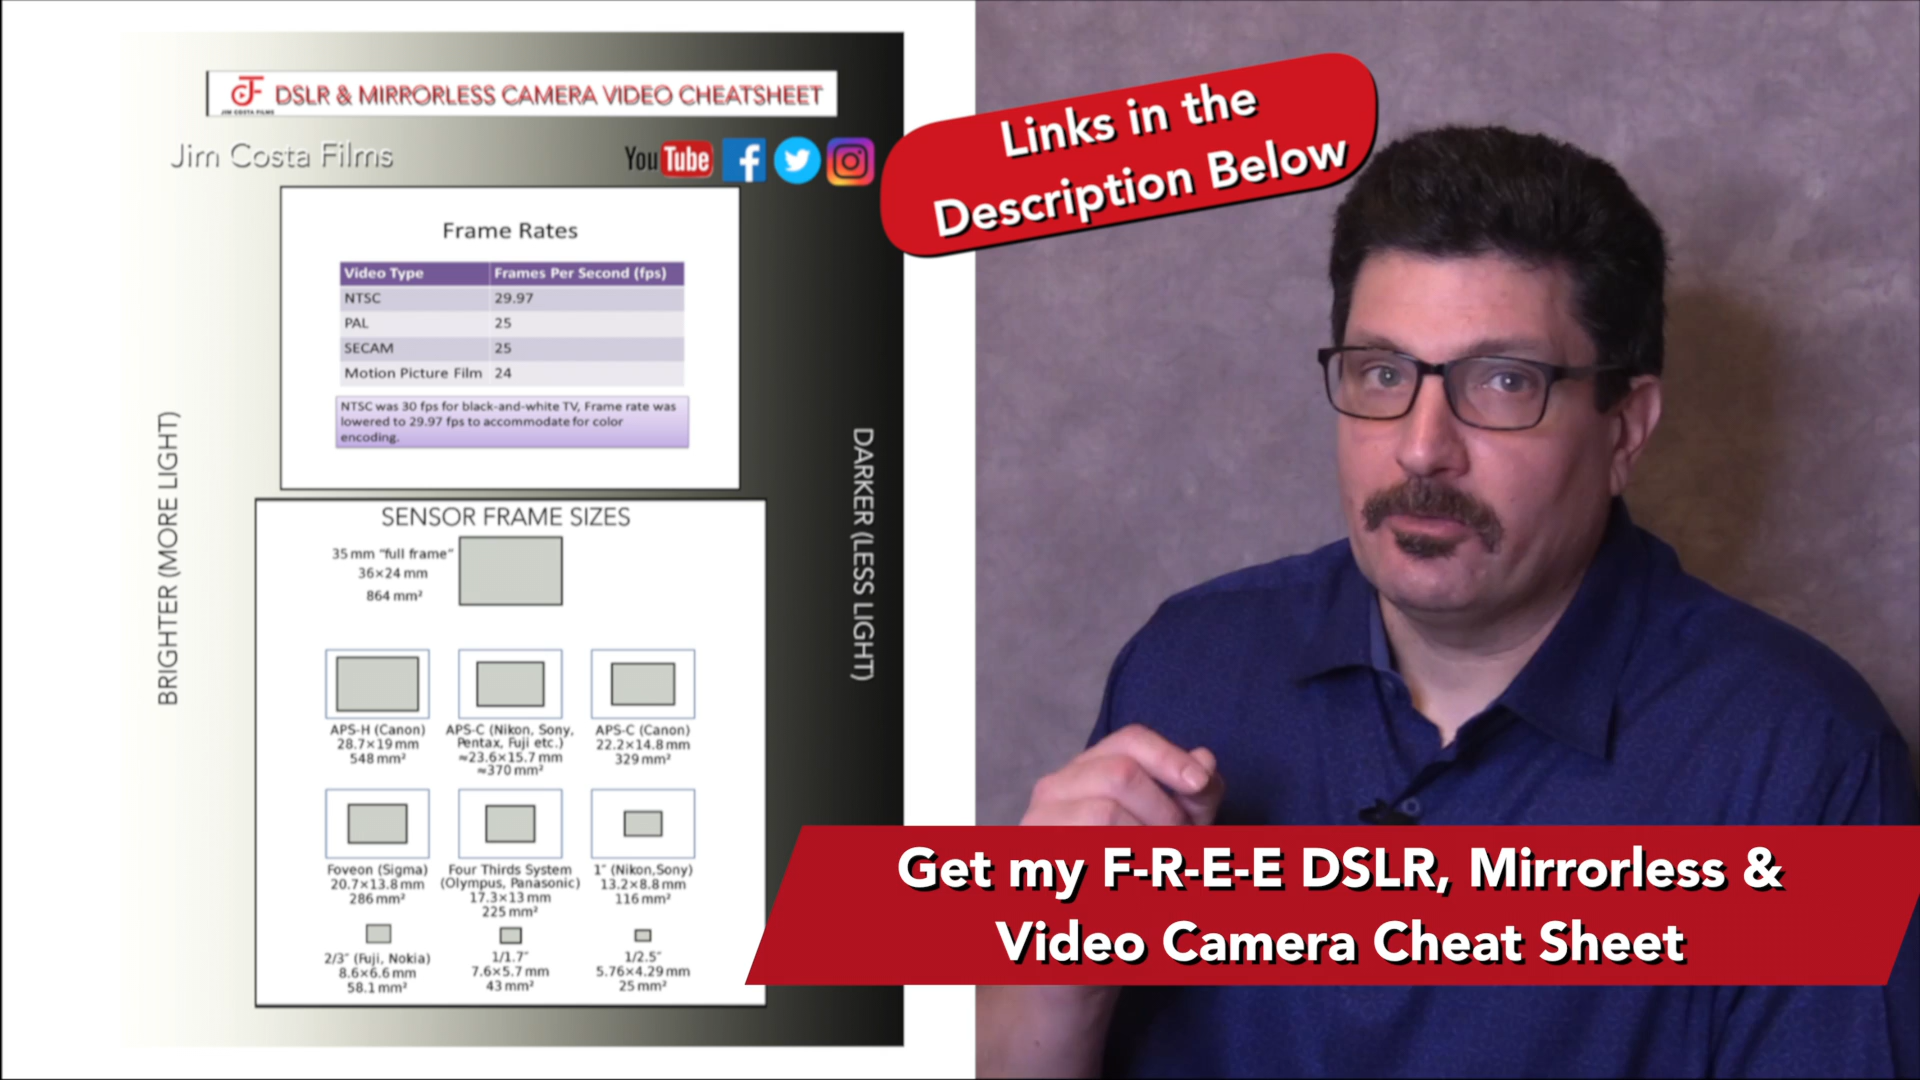 DSLR & MIRRORLESS CAMERA VIDEO CHEATSHEET
JIM COSTA FILMS
Jim Costa Films
YouTube
Frame Rates
Video Type Frames Per Second (fps)
NTSC 29.97
PAL 25
SECAM 25
Motion Picture Film 24
NTSC was 30 fps for black-and-white TV, Frame rate was
lowered to 29.97 fps to accommodate for color
encoding.
BRIGHTER (MORE LIGHT)
DARKER (LESS LIGHT)
SENSOR FRAME SIZES
35 mm "full frame"
36×24 mm
864 mm²
APS-H (Canon)
28.7×19 mm
548 mm²
APS-C (Nikon, Sony,
Pentax, Fuji etc.)
≈23.6×15.7 mm
≈370 mm²
APS-C (Canon)
22.2×14.8 mm
329 mm²
Foveon (Sigma)
20.7×13.8 mm
286 mm²
Four Thirds System
(Olympus, Panasonic)
17.3×13 mm
225 mm²
1" (Nikon,Sony)
13.2×8.8 mm
116 mm²
2/3" (Fuji, Nokia)
8.6×6.6 mm
58.1 mm²
1/1.7"
7.6×5.7 mm
43 mm²
1/2.5"
5.76×4.29 mm
25 mm²
Links in the
Description Below
Get my F-R-E-E DSLR, Mirrorless &
Video Camera Cheat Sheet